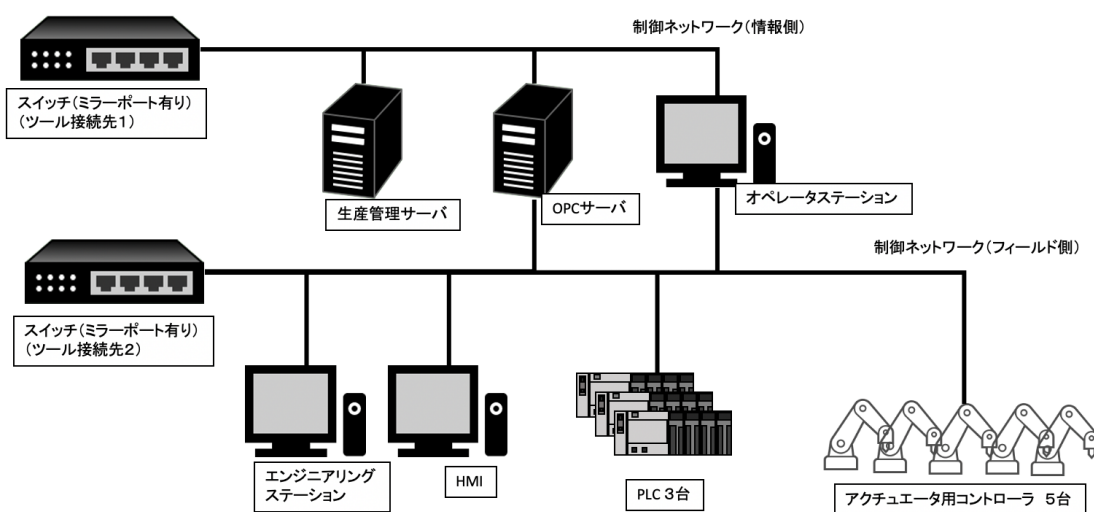 制御ネットワーク（情報側）
スイッチ（ミラーポート有り）
（ツール接続先１）
生産管理サーバ
OPCサーバ
オペレータステーション
制御ネットワーク（フィールド側）
スイッチ（ミラーポート有り）
（ツール接続先２）
エンジニアリング
ステーション
HMI
PLC ３台
アクチュエータ用コントローラ　５台